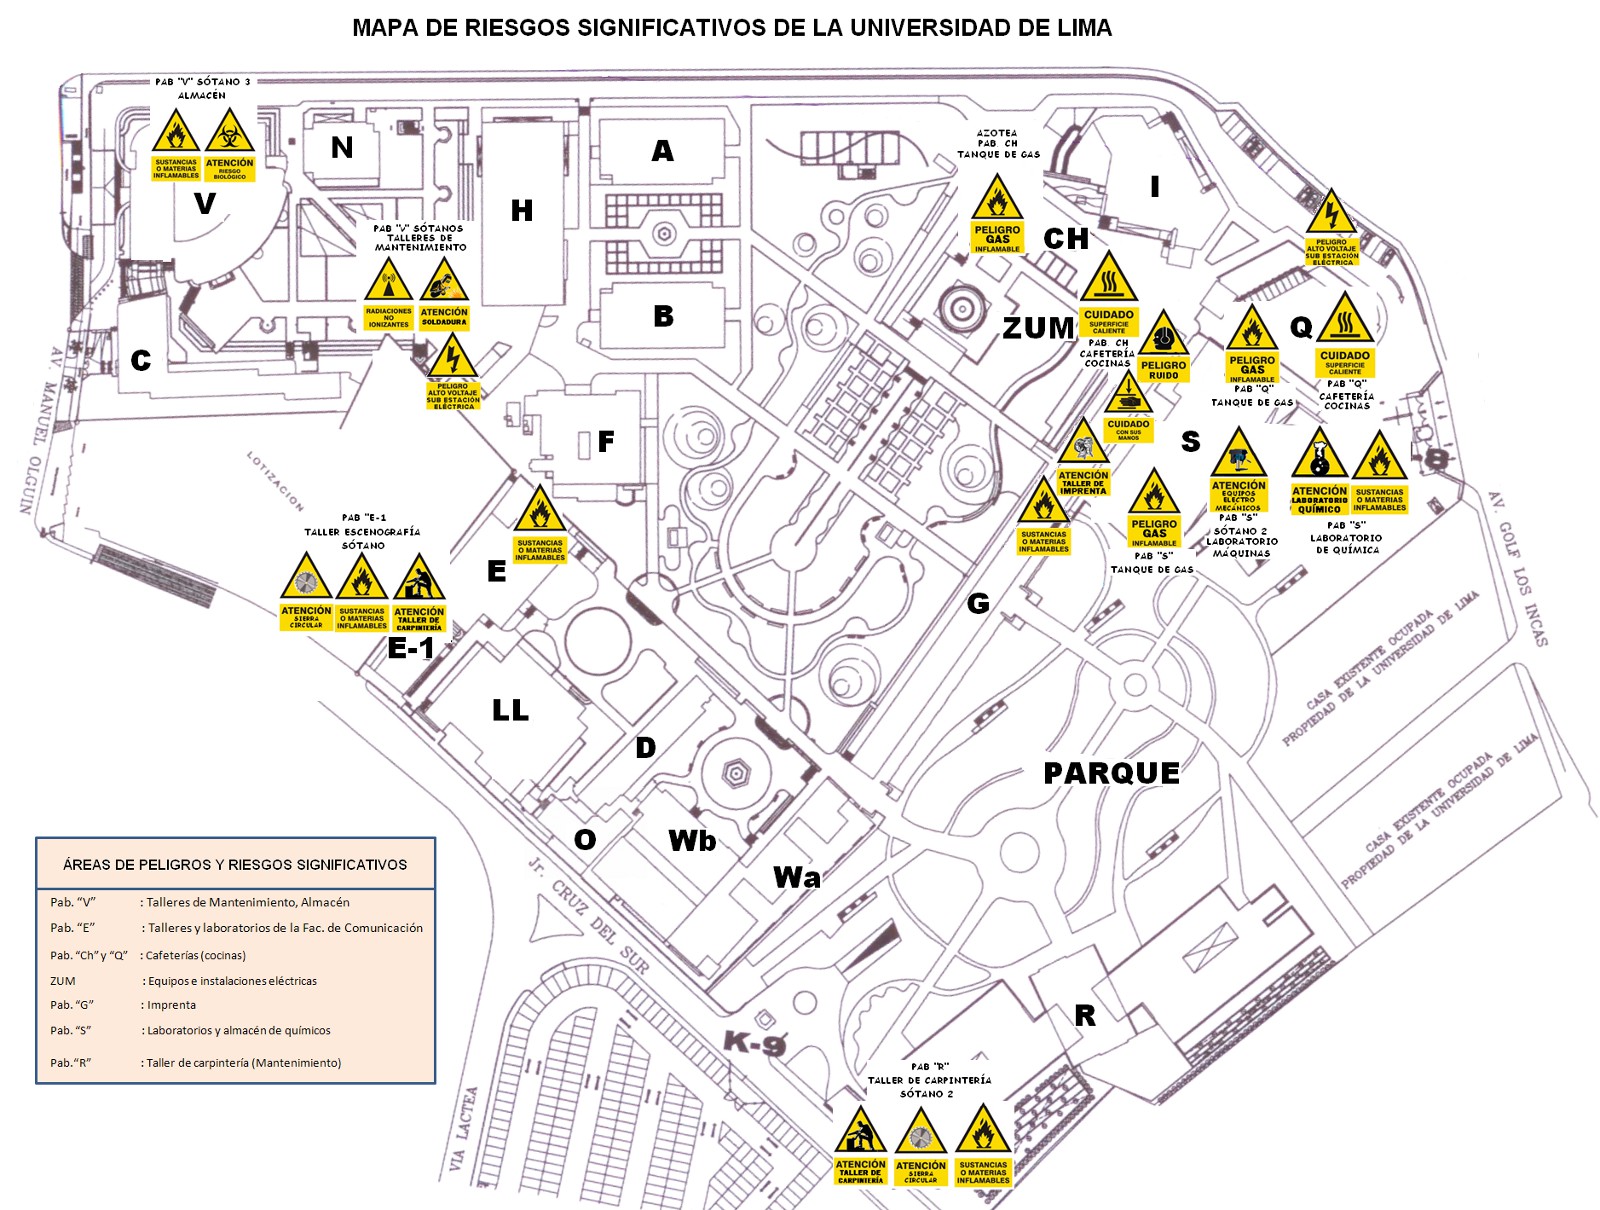 MAPA DE RIESGOS SIGNIFICATIVOS DE LA UNIVERSIDAD DE LIMA
PAB "V" SÓTANO 3
ALMACÉN
SUSTANCIAS
O MATERIAS
INFLAMABLES
ATENCIÓN
RIESGO
BIOLÓGICO
V
N
H
A
B
C
F
PAB "V" SÓTANOS
TALLERES DE
MANTENIMIENTO
RADIACIONES
NO
IONIZANTES
ATENCIÓN
SOLDADURA
PELIGRO
ALTO VOLTAJE
SUB ESTACIÓN
ELÉCTRICA
AZOTEA
PAB. CH
TANQUE DE GAS
PELIGRO
GAS
INFLAMABLE
CH
I
ZUM
CUIDADO
SUPERFICIE
CALIENTE
PAB. CH
CAFETERÍA
COCINAS
PELIGRO
RUIDO
PELIGRO
ALTO VOLTAJE
SUB ESTACIÓN
ELÉCTRICA
Q
PELIGRO
GAS
INFLAMABLE
PAB "Q"
TANQUE DE GAS
CUIDADO
SUPERFICIE
CALIENTE
PAB "Q"
CAFETERÍA
COCINAS
CUIDADO
CON SUS
MANOS
ATENCIÓN
TALLER DE
IMPRENTA
SUSTANCIAS
O MATERIAS
INFLAMABLES
S
PELIGRO
GAS
INFLAMABLE
PAB "S"
TANQUE DE GAS
ATENCIÓN
EQUIPOS
ELECTRO
MECÁNICOS
PAB "S"
SÓTANO 2
LABORATORIO
MÁQUINAS
ATENCIÓN
LABORATORIO
QUÍMICO
SUSTANCIAS
O MATERIAS
INFLAMABLES
PAB "S"
LABORATORIO
DE QUÍMICA
AV. MANUEL OLGUIN
LOTIZACION
AV. GOLF LOS INCAS
PAB "E-1
TALLER ESCENOGRAFÍA
SÓTANO
ATENCIÓN
SIERRA
CIRCULAR
SUSTANCIAS
O MATERIAS
INFLAMABLES
ATENCIÓN
TALLER DE
CARPINTERÍA
E-1
E
SUSTANCIAS
O MATERIAS
INFLAMABLES
G
LL
D
O
Wb
Wa
PARQUE
CASA EXISTENTE OCUPADA
PROPIEDAD DE LA UNIVERSIDAD DE LIMA
CASA EXISTENTE OCUPADA
PROPIEDAD DE LA UNIVERSIDAD DE LIMA
Jr. CRUZ DEL SUR
VIA LACTEA
K-9
R
PAB "R"
TALLER DE CARPINTERÍA
SÓTANO 2
ATENCIÓN
TALLER DE
CARPINTERÍA
ATENCIÓN
SIERRA
CIRCULAR
SUSTANCIAS
O MATERIAS
INFLAMABLES
ÁREAS DE PELIGROS Y RIESGOS SIGNIFICATIVOS
Pab. “V” : Talleres de Mantenimiento, Almacén
Pab. “E” : Talleres y laboratorios de la Fac. de Comunicación
Pab. “Ch” y “Q” : Cafeterías (cocinas)
ZUM : Equipos e instalaciones eléctricas
Pab. “G” : Imprenta
Pab. “S” : Laboratorios y almacén de químicos
Pab.“R” : Taller de carpintería (Mantenimiento)